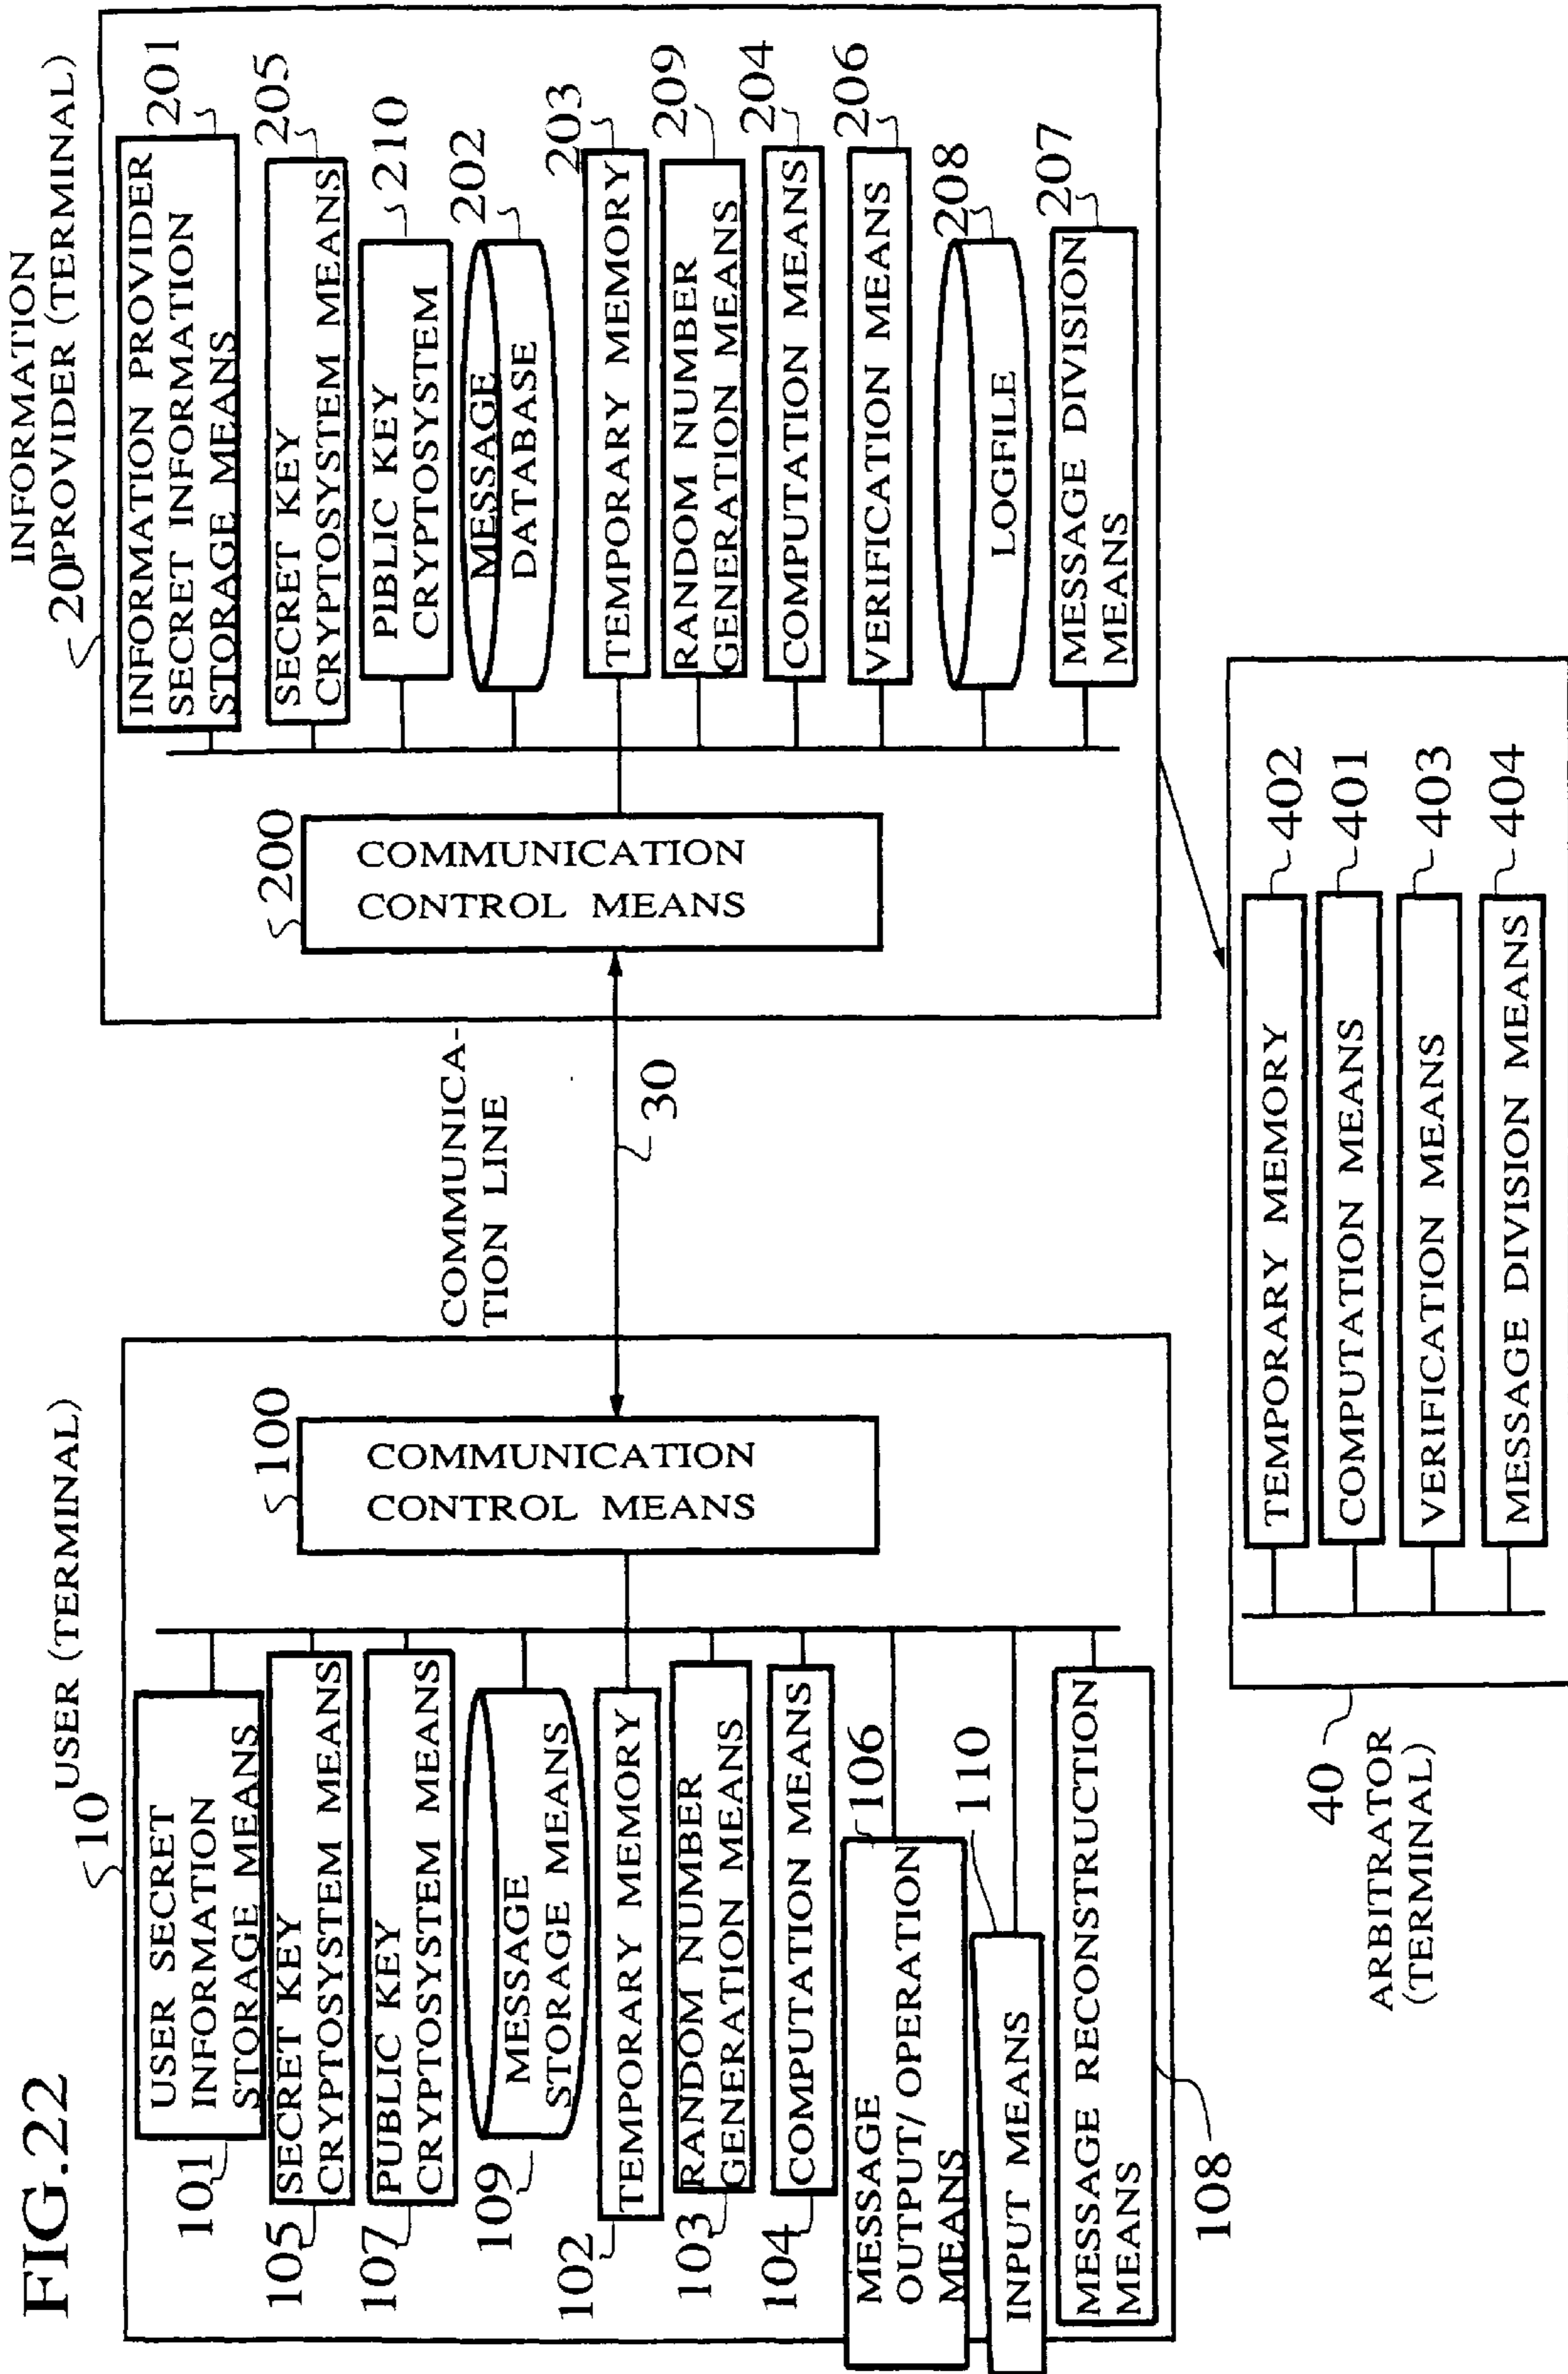 FIG.22
10
USER (TERMINAL)
101
USER SECRET
INFORMATION
STORAGE MEANS
105
SECRET KEY
CRYPTOSYSTEM MEANS
107
PUBLIC KEY
CRYPTOSYSTEM MEANS
109
MESSAGE
STORAGE MEANS
102
TEMPORARY MEMORY
103
RANDOM NUMBER
GENERATION MEANS
104
COMPUTATION MEANS
106
MESSAGE
OUTPUT/ OPERATION
MEANS
110
INPUT MEANS
MESSAGE RECONSTRUCTION
MEANS
108
100
COMMUNICATION
CONTROL MEANS
COMMUNICA-
TION LINE
30
INFORMATION
20 PROVIDER (TERMINAL)
200
COMMUNICATION
CONTROL MEANS
INFORMATION PROVIDER
SECRET INFORMATION
STORAGE MEANS
201
SECRET KEY
CRYPTOSYSTEM MEANS
205
PIBLIC KEY
CRYPTOSYSTEM
210
MESSAGE
DATABASE
202
TEMPORARY MEMORY
203
RANDOM NUMBER
GENERATION MEANS
209
COMPUTATION MEANS
204
VERIFICATION MEANS
206
LOGFILE
208
MESSAGE DIVISION
MEANS
207
40
ARBITRATOR
(TERMINAL)
TEMPORARY MEMORY
402
COMPUTATION MEANS
401
VERIFICATION MEANS
403
MESSAGE DIVISION MEANS
404